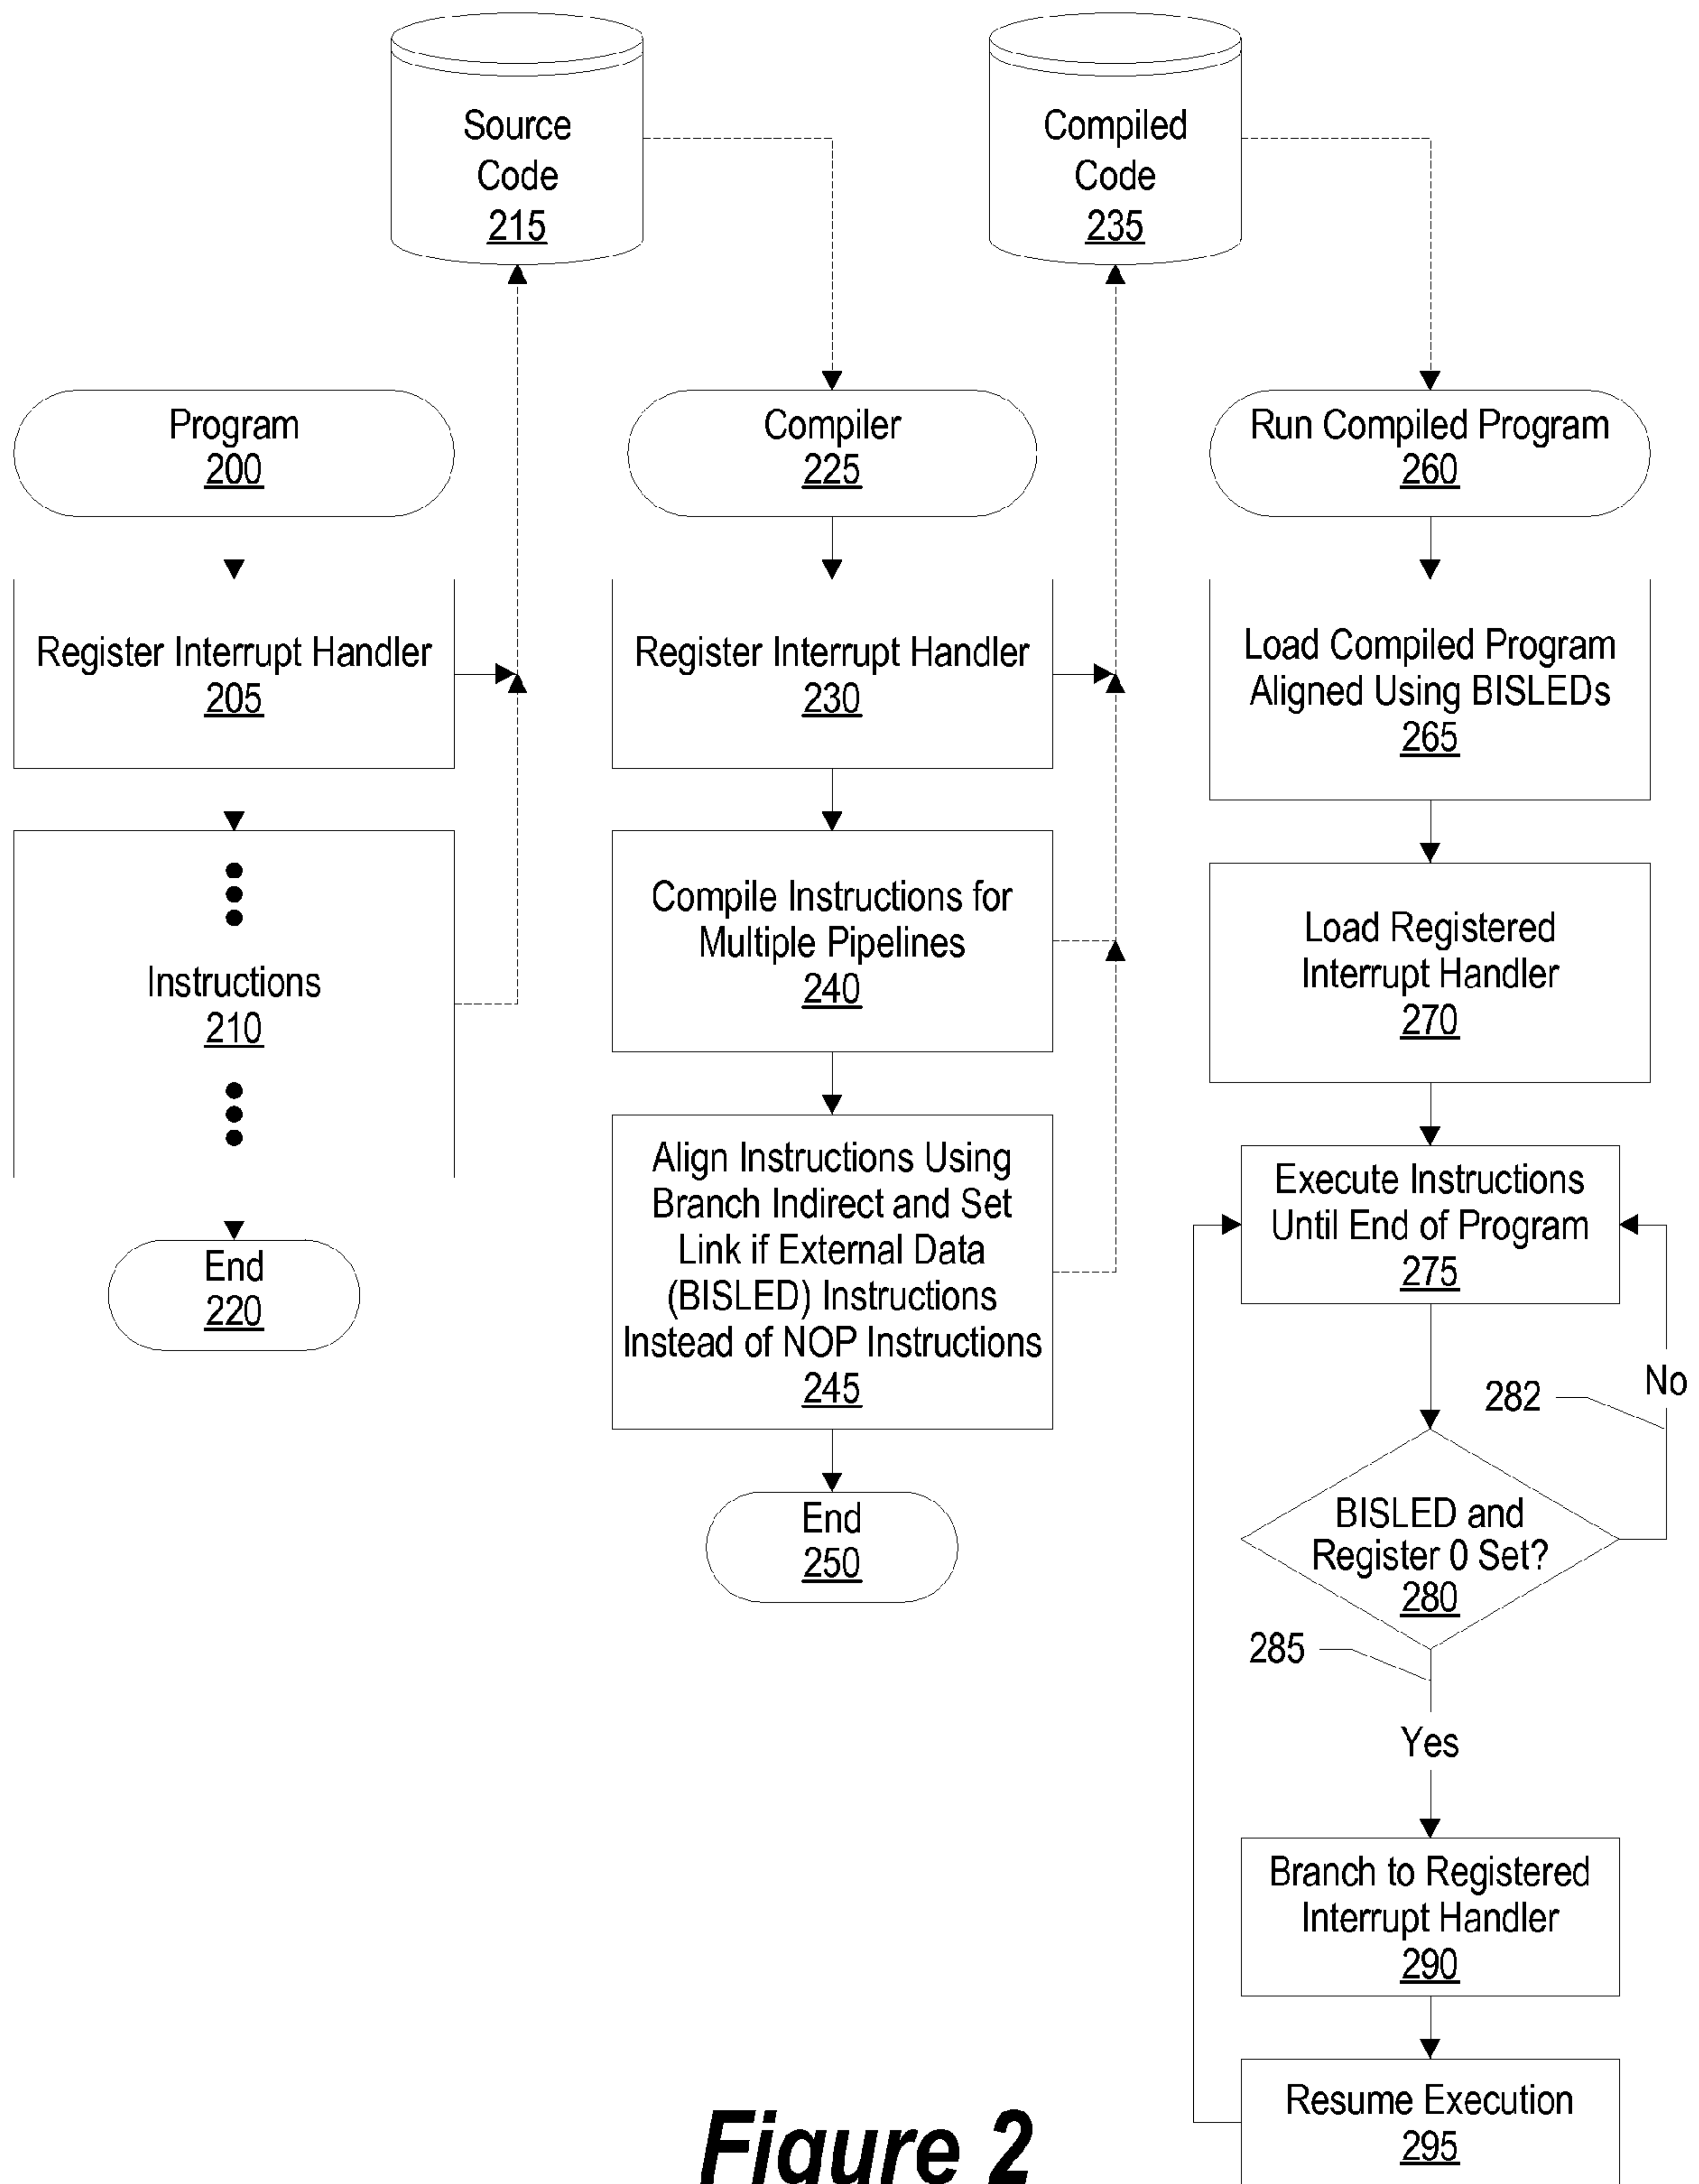 Source
Code
215
Compiled
Code
235
Program
200
Compiler
225
Run Compiled Program
260
Register Interrupt Handler
205
Register Interrupt Handler
230
Load Compiled Program
Aligned Using BISLEDs
265
Instructions
210
Compile Instructions for
Multiple Pipelines
240
Load Registered
Interrupt Handler
270
End
220
Align Instructions Using
Branch Indirect and Set
Link if External Data
(BISLED) Instructions
Instead of NOP Instructions
245
Execute Instructions
Until End of Program
275
282
No
End
250
BISLED and
Register 0 Set?
280
285
Yes
Branch to Registered
Interrupt Handler
290
Resume Execution
295
Figure 2